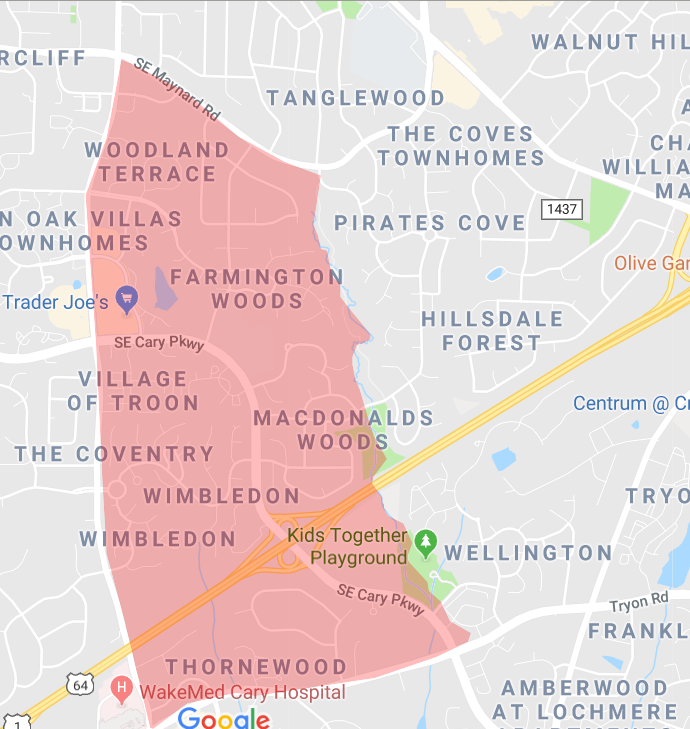 WALNUT HIL
RCLIFF
SE Maynard Rd
TANGLEWOOD
THE COVES
TOWNHOMES
CHA
WILLIA
MA
WOODLAND
TERRACE
1437
N OAK VILLAS
OWNHOMES
PIRATES COVE
Olive Gar
FARMINGTON
WOODS
Trader Joe's
HILLSDALE
FOREST
SE Cary Pkwy
VILLAGE
OF TROON
MACDONALDS
WOODS
Centrum @ Cr
THE COVENTRY
WIMBLEDON
TRYO
WIMBLEDON
Kids Together
Playground
WELLINGTON
SE Cary Pkwy
Tryon Rd
FRANKL
THORNEWOOD
64
WakeMed Cary Hospital
H
AMBERWOOD
AT LOCHMERE
1
Google